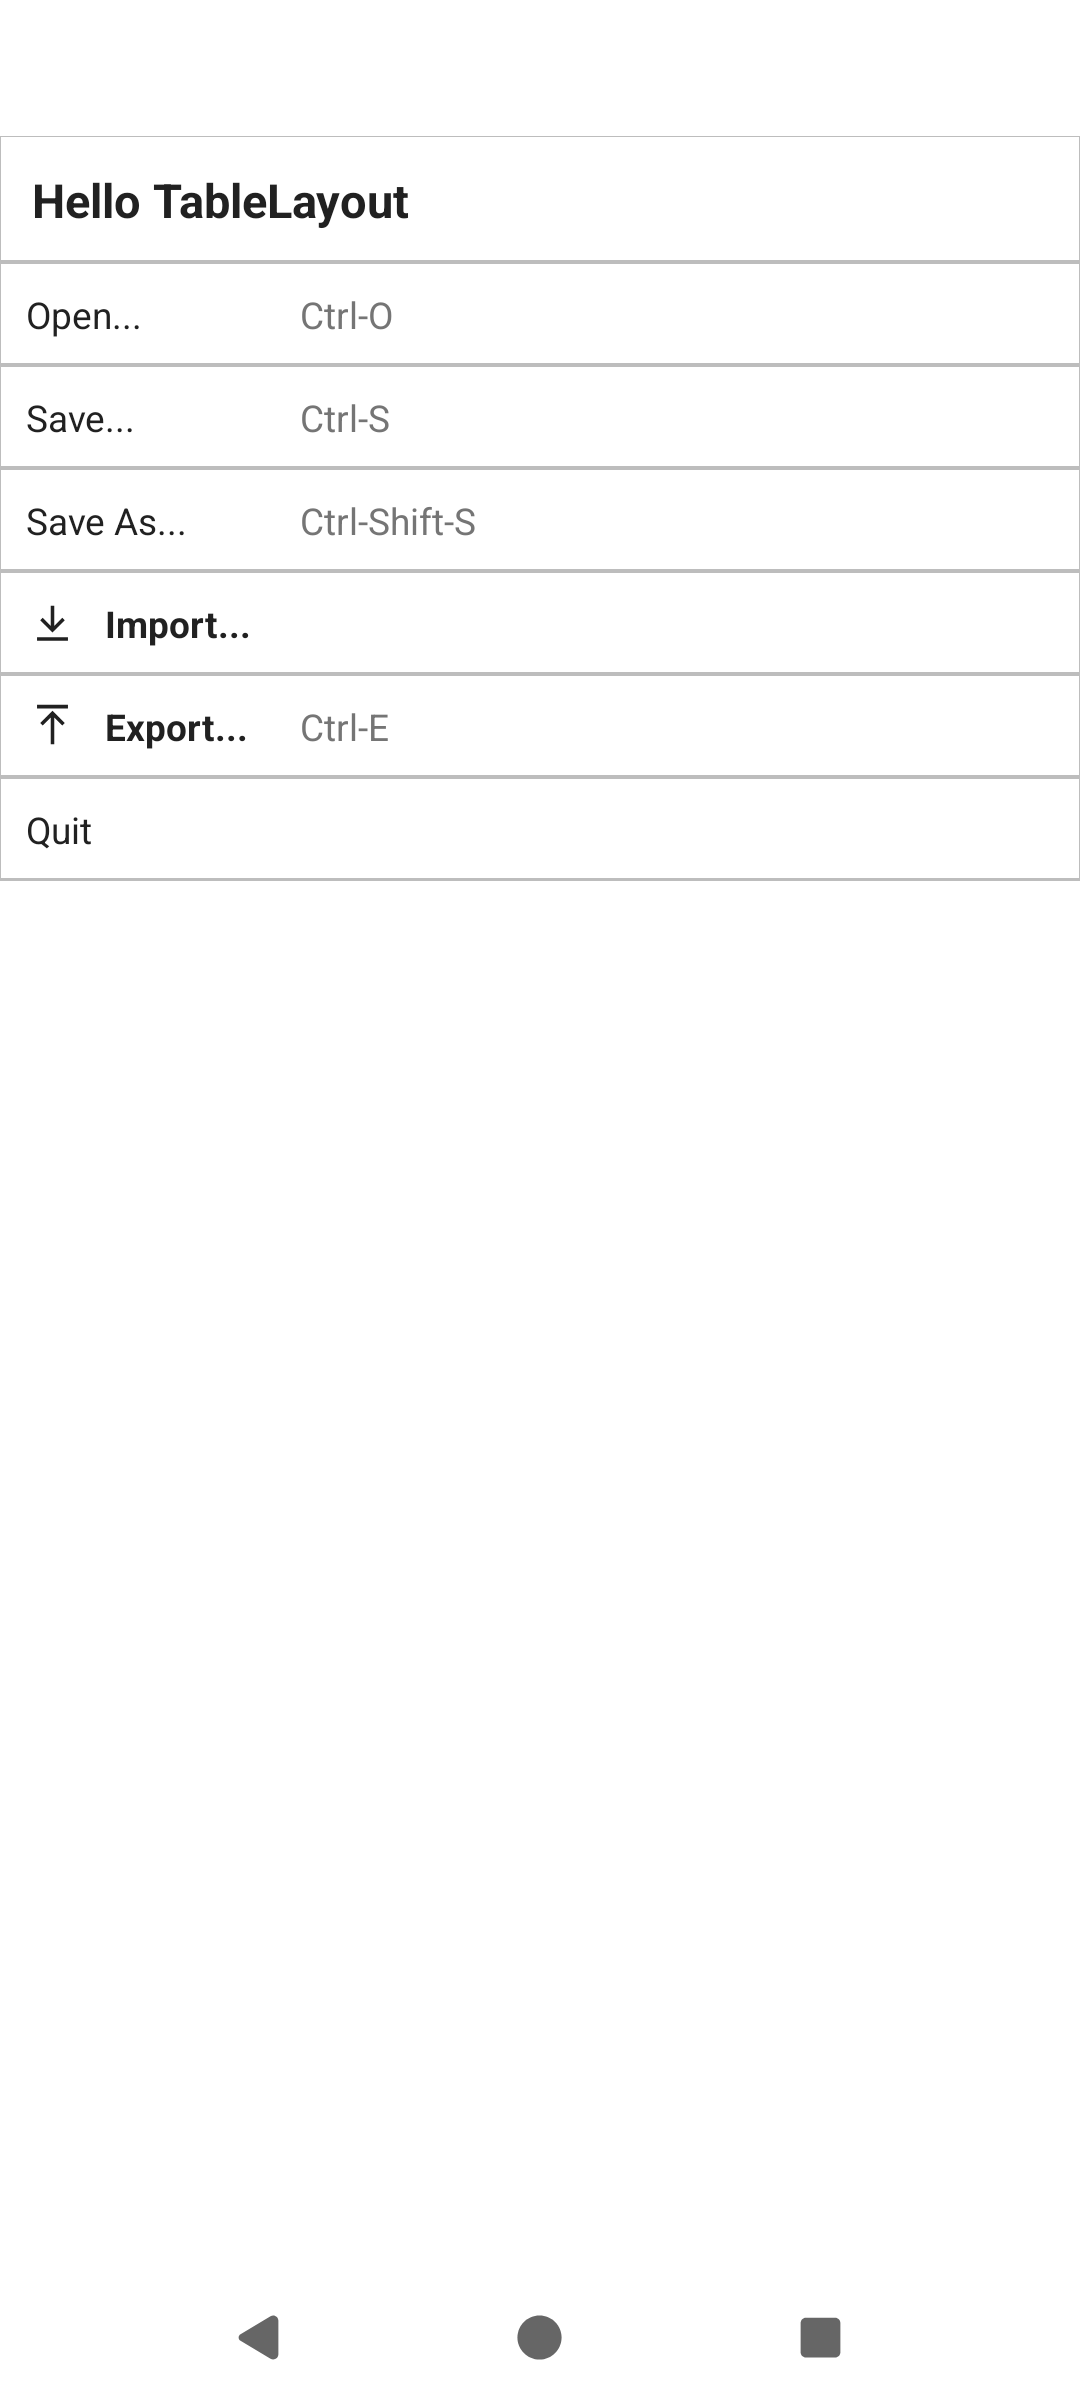 Hello TableLayout
Open... Ctrl-O
Save... Ctrl-S
Save As... Ctrl-Shift-S
Import...
Export... Ctrl-E
Quit